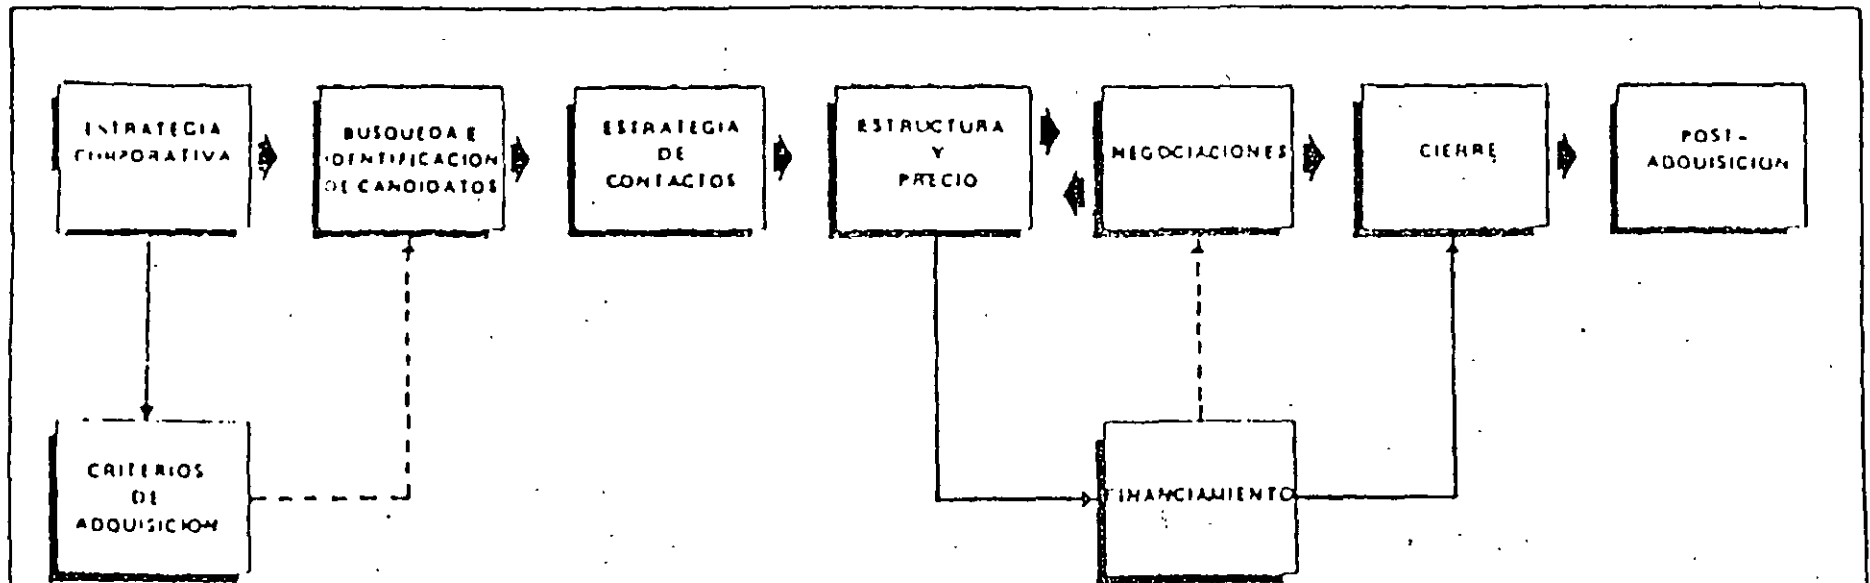 ESTRATEGIA
CORPORATIVA
BUSQUEDA E
IDENTIFICACION
DE CANDIDATOS
ESTRATEGIA
DE
CONTACTOS
ESTRUCTURA
Y
PRECIO
NEGOCIACIONES
CIERRE
POST-
ADQUISICION
CRITERIOS
DE
ADQUISICION
FINANCIAMIENTO